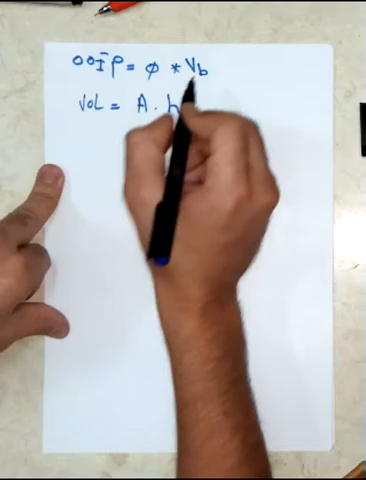 OOIP = φ * Vb
VOL = A . h